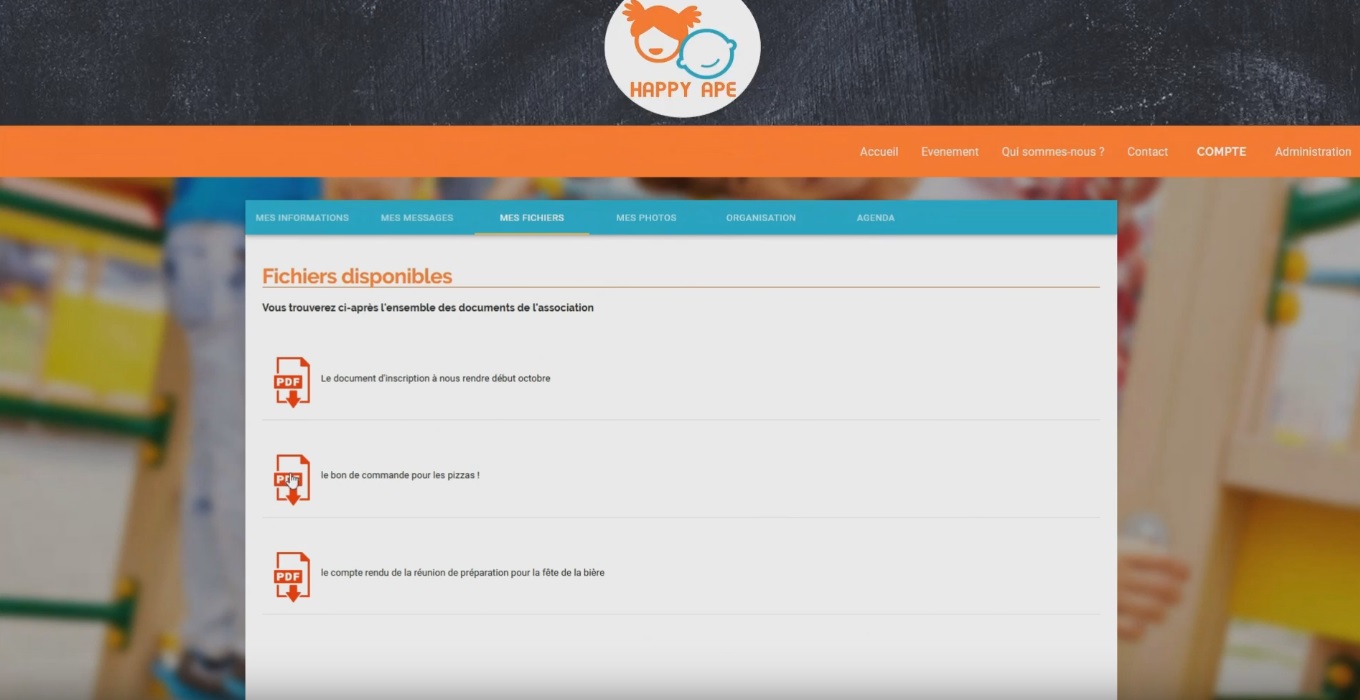 HAPPY APE
Accueil Evenement Qui sommes-nous ? Contact COMPTE Administration
MES INFORMATIONS MES MESSAGES MES FICHIERS MES PHOTOS ORGANISATION AGENDA
Fichiers disponibles
Vous trouverez ci-après l'ensemble des documents de l'association
PDF Le document d'inscription à nous rendre début octobre
PDF le bon de commande pour les pizzas !
PDF le compte rendu de la réunion de préparation pour la fête de la bière